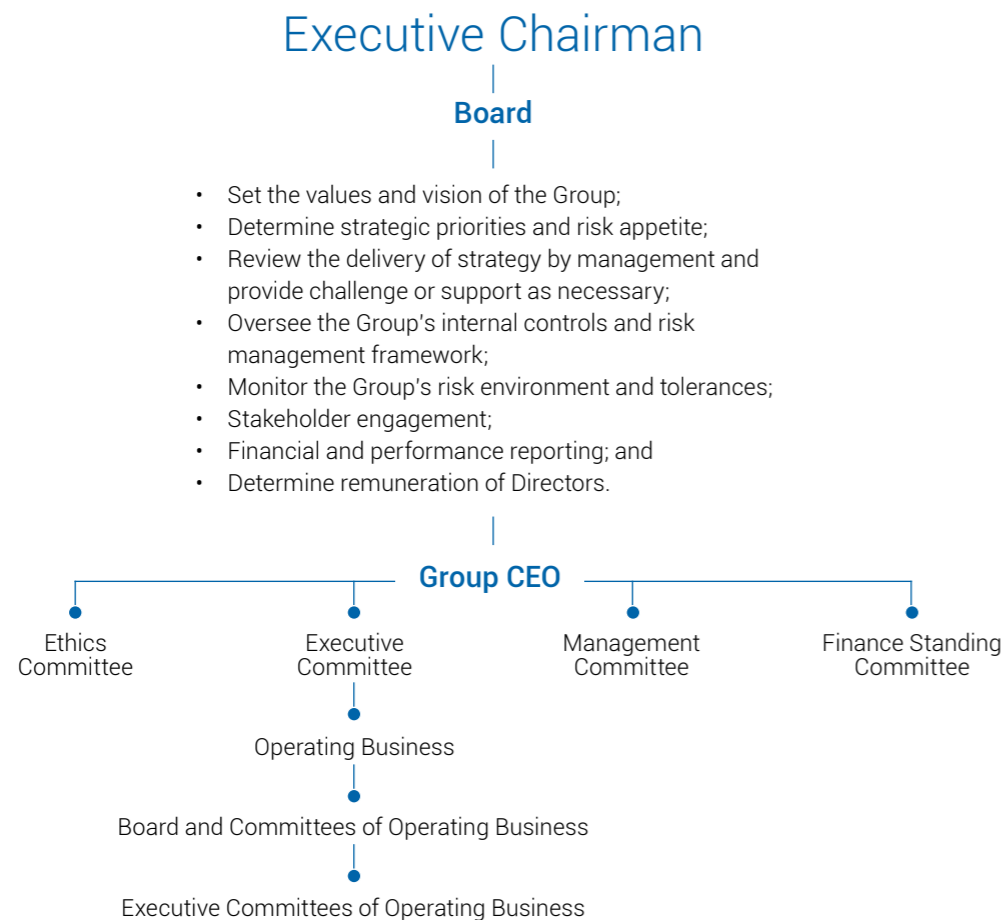 Executive Chairman
Board
• Set the values and vision of the Group;
• Determine strategic priorities and risk appetite;
• Review the delivery of strategy by management and
provide challenge or support as necessary;
• Oversee the Group's internal controls and risk
management framework;
• Monitor the Group's risk environment and tolerances;
• Stakeholder engagement;
• Financial and performance reporting; and
• Determine remuneration of Directors.
Group CEO
Ethics
Committee
Executive
Committee
Management
Committee
Finance Standing
Committee
Operating Business
Board and Committees of Operating Business
Executive Committees of Operating Business